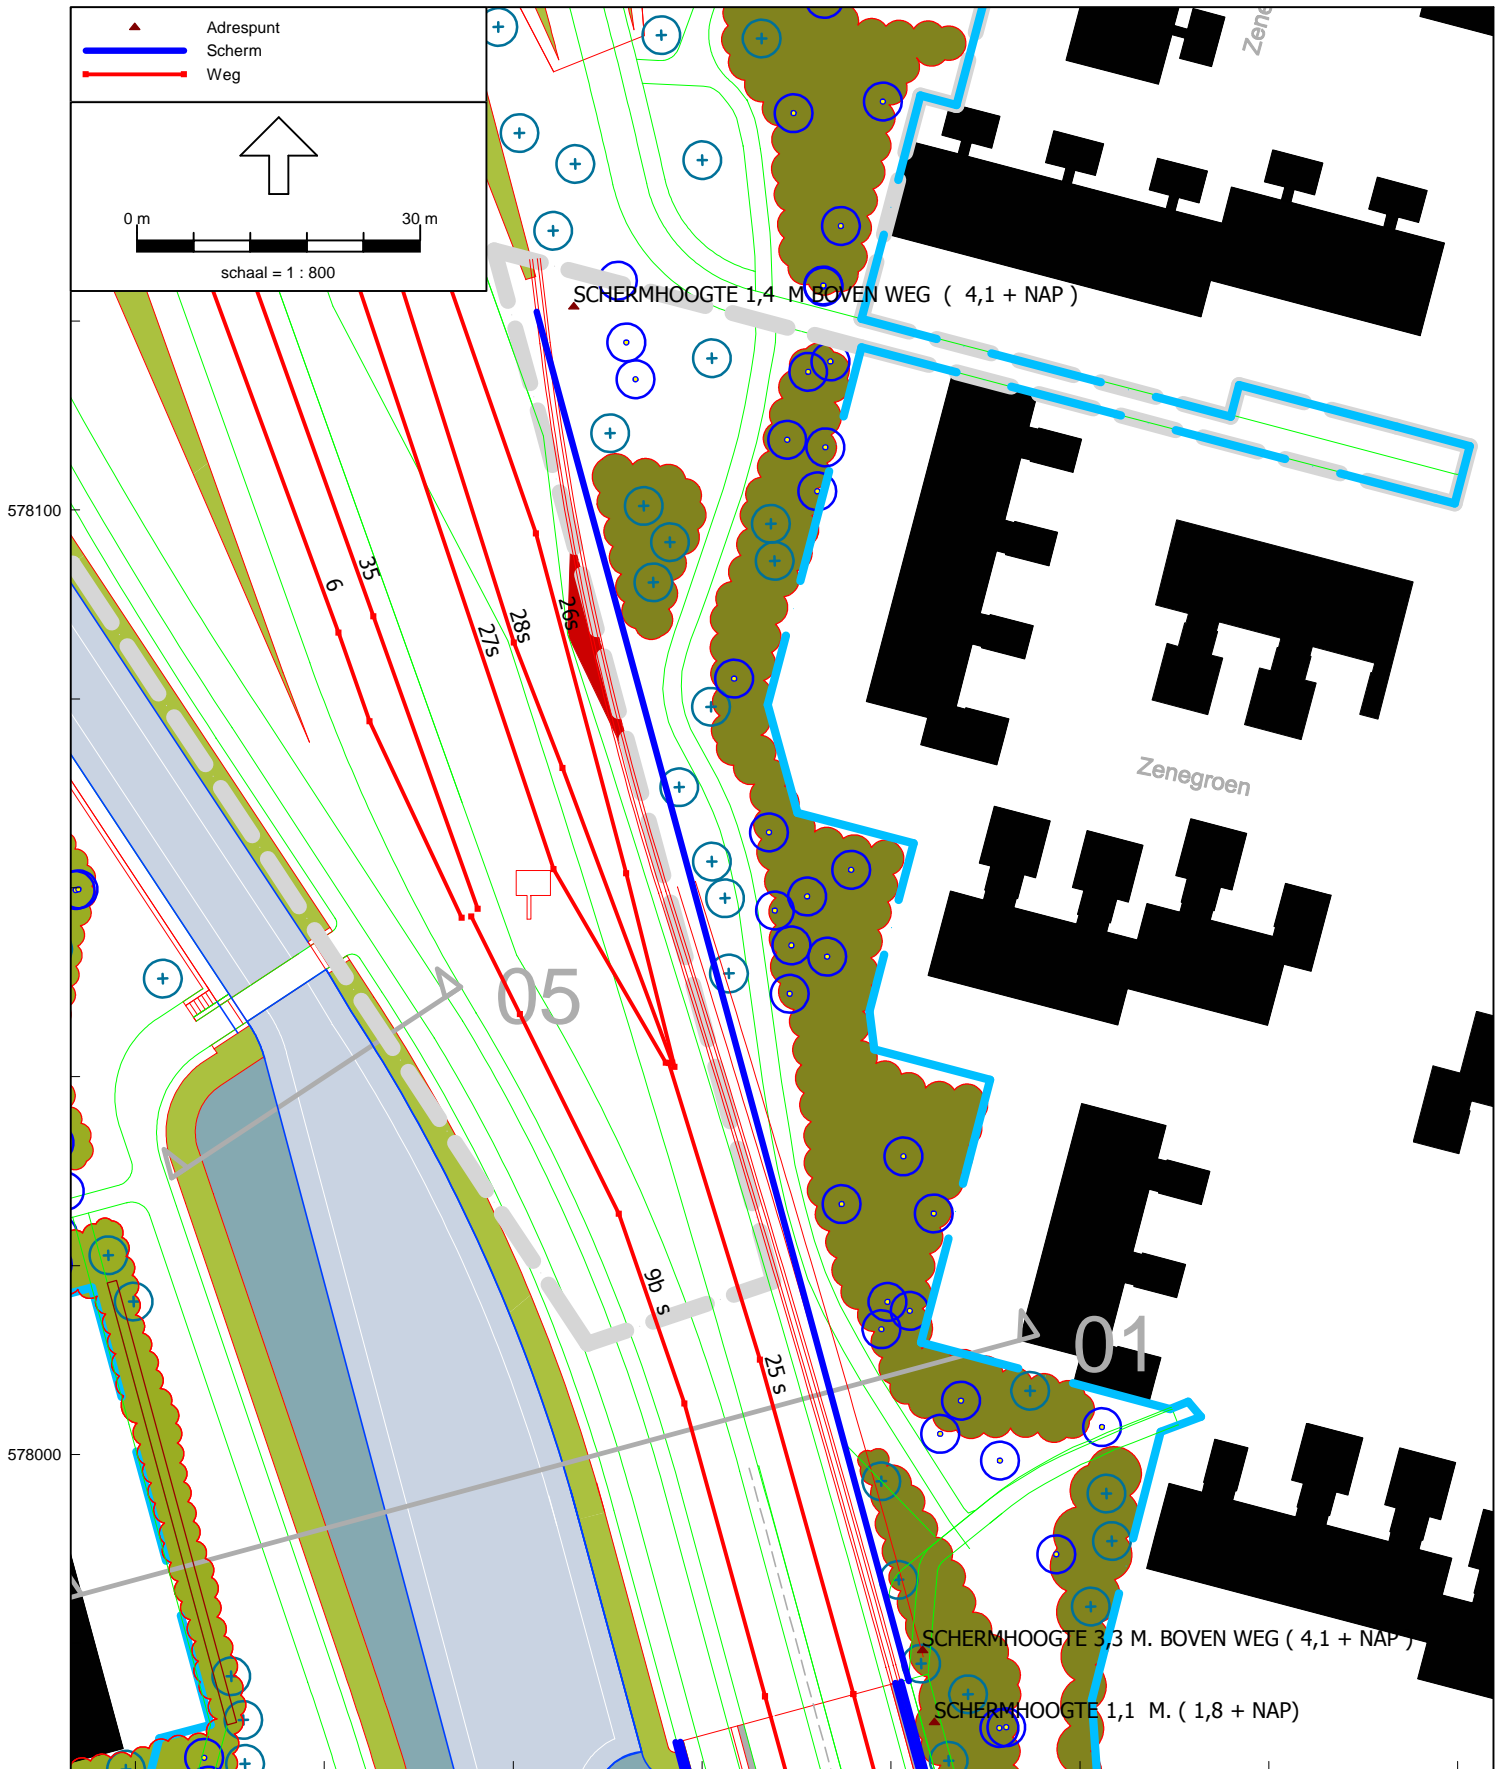 Adrespunt
Scherm
Weg
0 m
30 m
schaal = 1 : 800
Zene
SCHERMHOOGTE 1,4 M BOVEN WEG ( 4,1 + NAP )
578100
6
35
27s
28s
26s
Zenegroen
05
9b s
25 s
01
578000
SCHERMHOOGTE 3,3 M. BOVEN WEG ( 4,1 + NAP )
SCHERMHOOGTE 1,1 M. ( 1,8 + NAP)